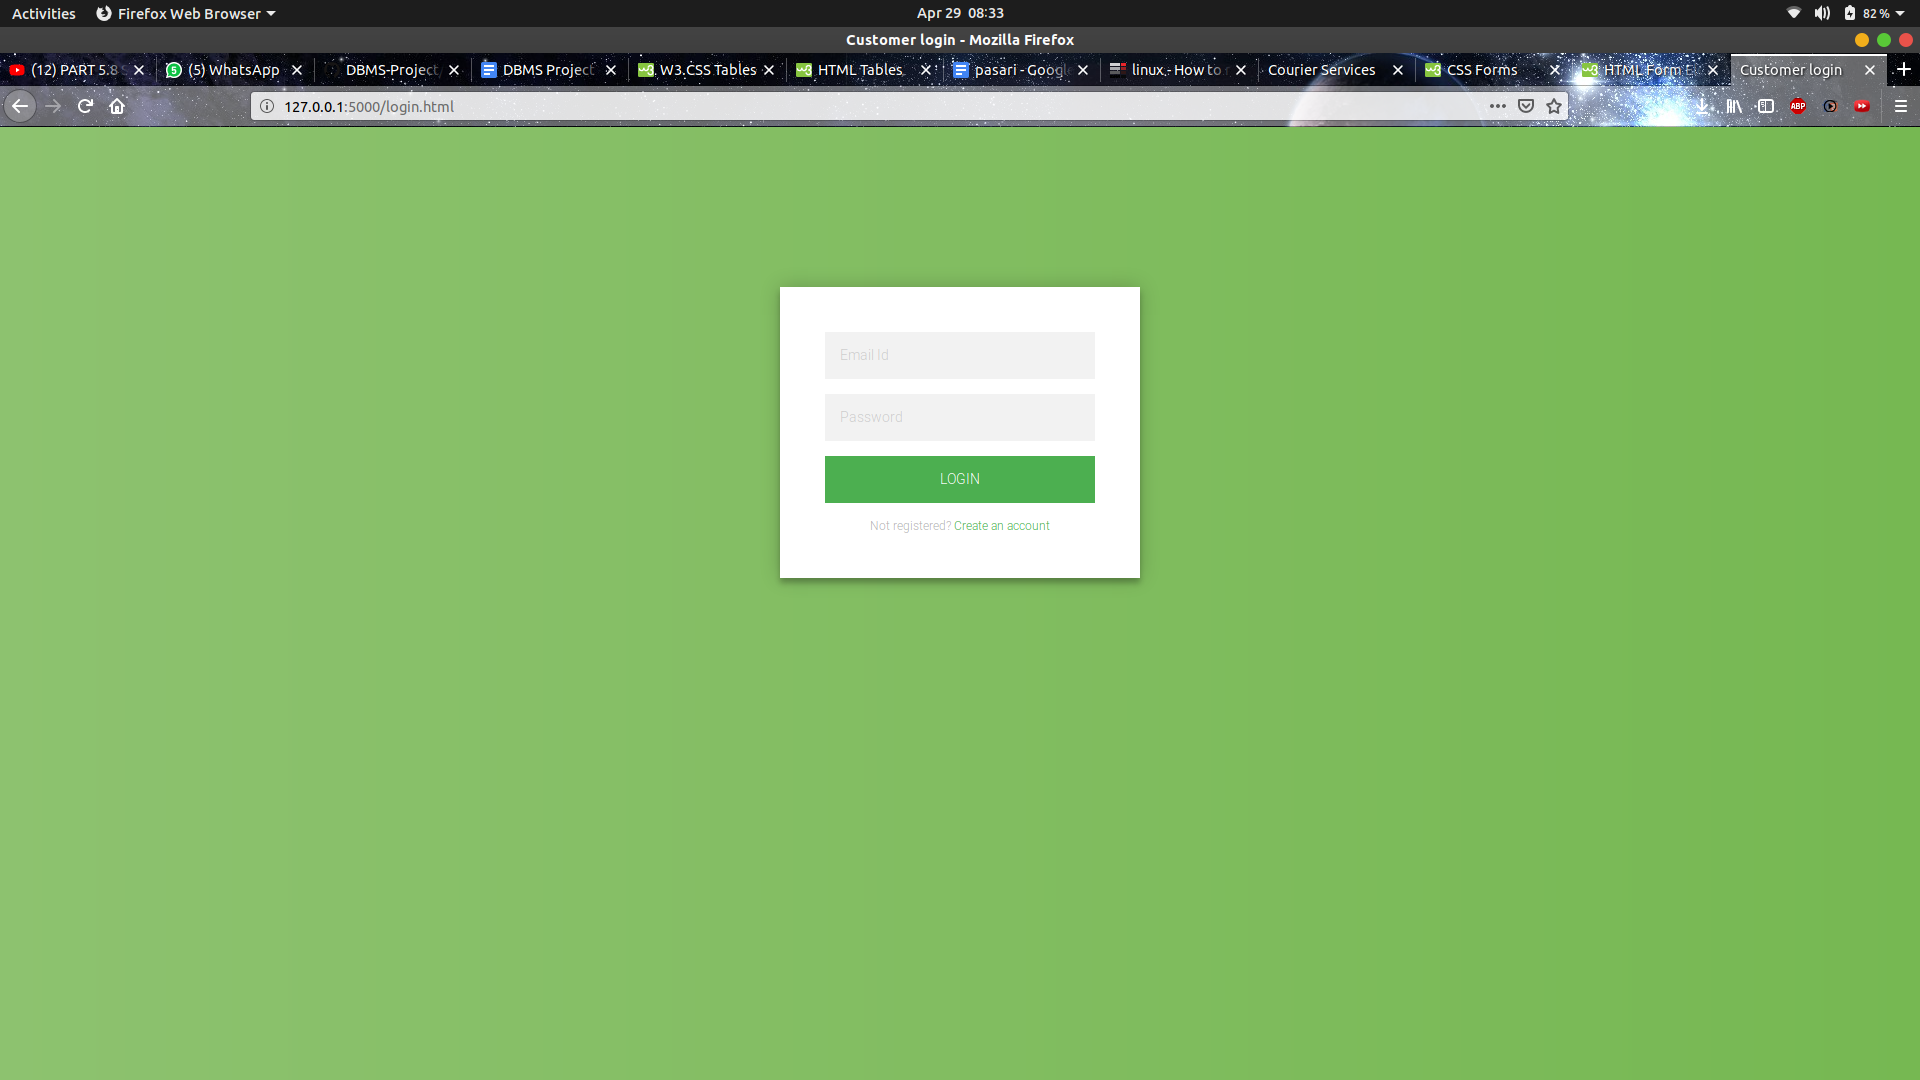 Activities Firefox Web Browser Apr 29 08:33 82 %
Customer login - Mozilla Firefox
(12) PART 5.8 (5) WhatsApp DBMS-Project DBMS Project W3.CSS Tables HTML Tables pasari - Google linux - How to Courier Services CSS Forms HTML Form Customer login
127.0.0.1:5000/login.html ABP
Email Id
Password
LOGIN
Not registered? Create an account